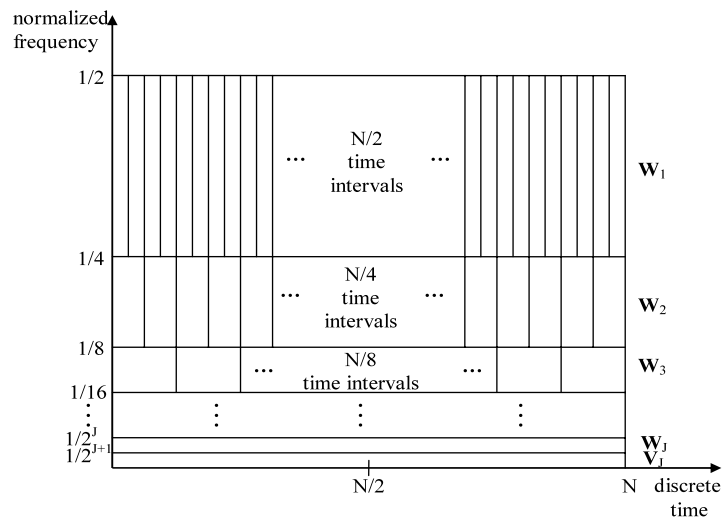 normalized
frequency
1/2
N/2
time
intervals
... ...
W1
1/4
N/4
time
intervals
... ...
W2
1/8
N/8
time intervals
... ...
W3
1/16
1/2^J
WJ
1/2^J+1
VJ
N/2
N
discrete
time